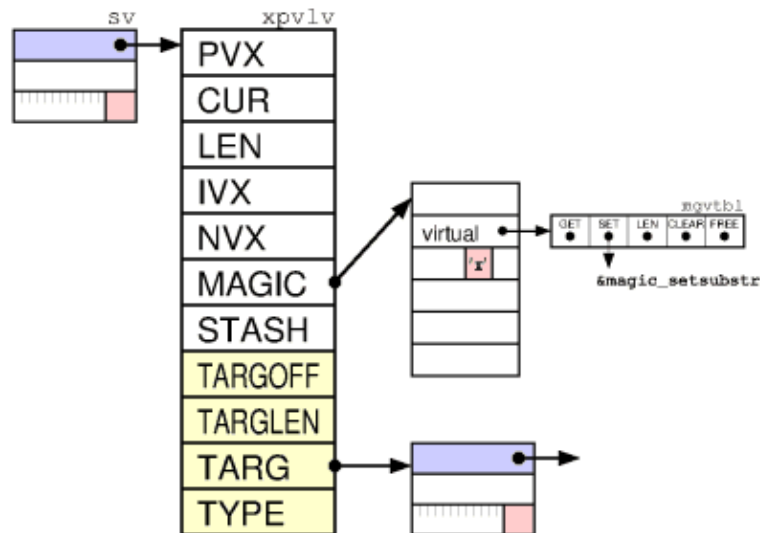 sv
xpvlv
PVX
CUR
LEN
IVX
NVX
MAGIC
STASH
TARGOFF
TARGLEN
TARG
TYPE
virtual
'x'
mgvtbl
GET SET LEN CLEAR FREE
&magic_setsubstr